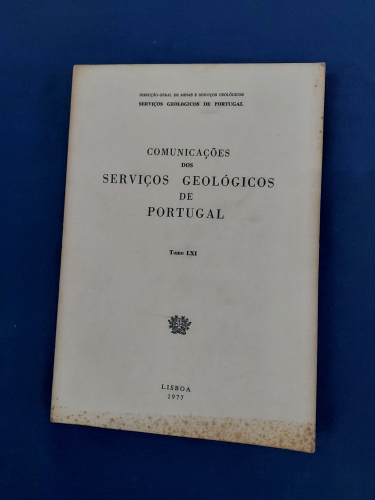 DIRECÇÃO-GERAL DE MINAS E SERVIÇOS GEOLÓGICOS
SERVIÇOS GEOLÓGICOS DE PORTUGAL
COMUNICAÇÕES
DOS
SERVIÇOS GEOLÓGICOS
DE
PORTUGAL
Tomo LXI
LISBOA
1977